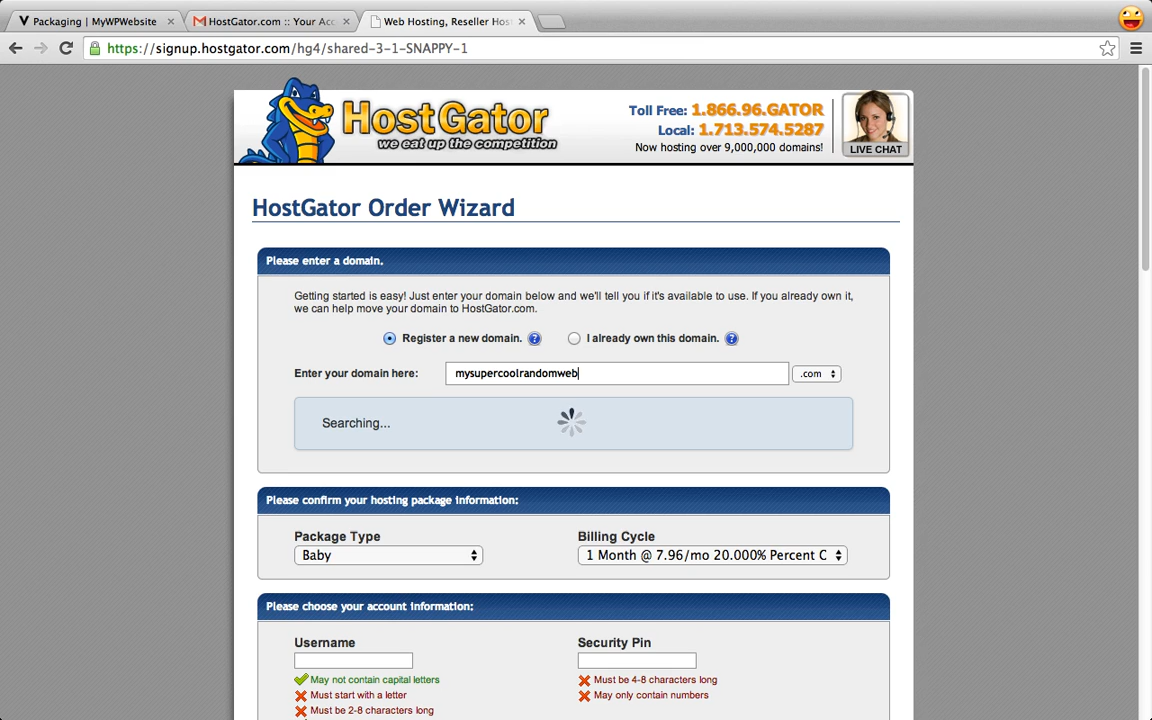 Packaging | MyWPWebsite
HostGator.com :: Your Acc
Web Hosting, Reseller Hos
https://signup.hostgator.com/hg4/shared-3-1-SNAPPY-1
HostGator
we eat up the competition
Toll Free: 1.866.96.GATOR
Local: 1.713.574.5287
Now hosting over 9,000,000 domains!
LIVE CHAT
HostGator Order Wizard
Please enter a domain.
Getting started is easy! Just enter your domain below and we'll tell you if it's available to use. If you already own it,
we can help move your domain to HostGator.com.
Register a new domain. ?
I already own this domain. ?
Enter your domain here: mysupercoolrandomweb .com
Searching...
Please confirm your hosting package information:
Package Type
Baby
Billing Cycle
1 Month @ 7.96/mo 20.000% Percent O
Please choose your account information:
Username
May not contain capital letters
Must start with a letter
Must be 2-8 characters long
Security Pin
Must be 4-8 characters long
May only contain numbers